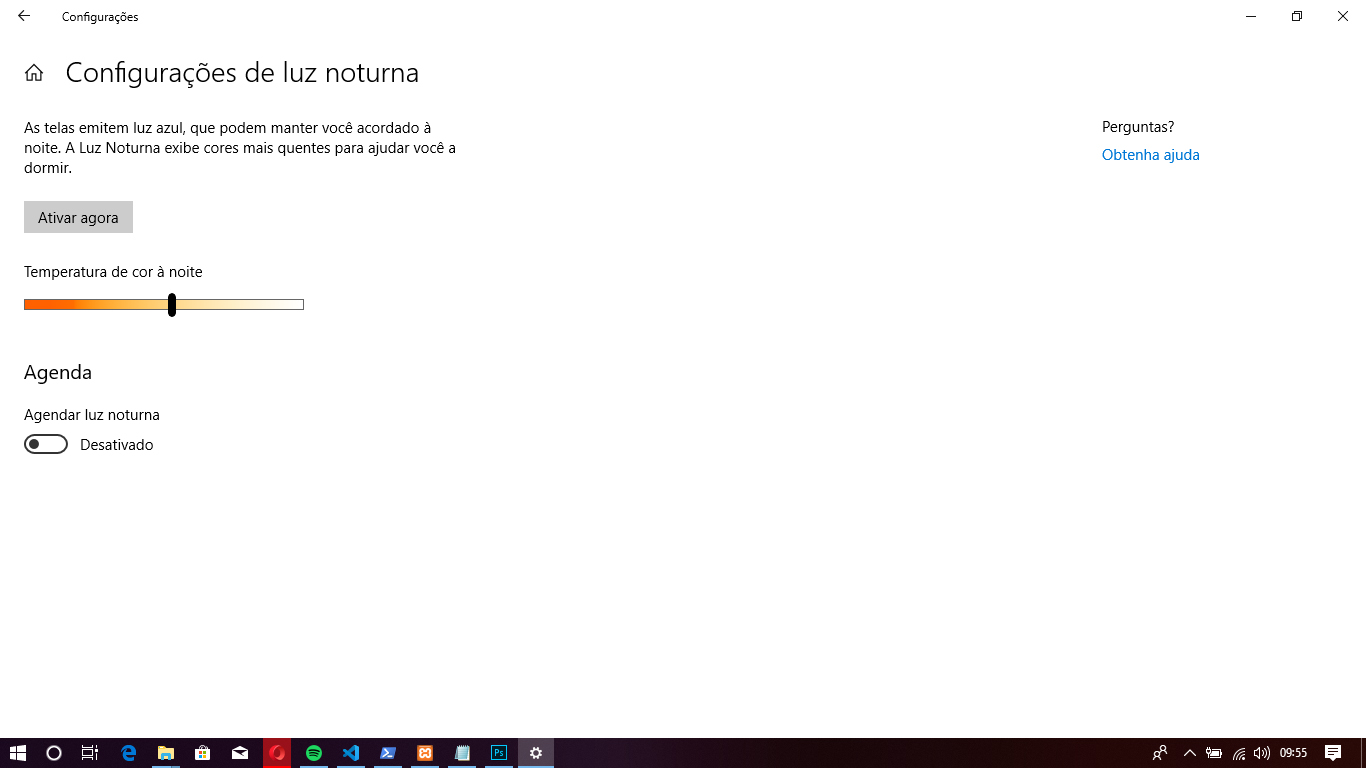 Configurações
Configurações de luz noturna
As telas emitem luz azul, que podem manter você acordado à
noite. A Luz Noturna exibe cores mais quentes para ajudar você a
dormir.
Ativar agora
Temperatura de cor à noite
Agenda
Agendar luz noturna
Desativado
Perguntas?
Obtenha ajuda
Ps
09:55